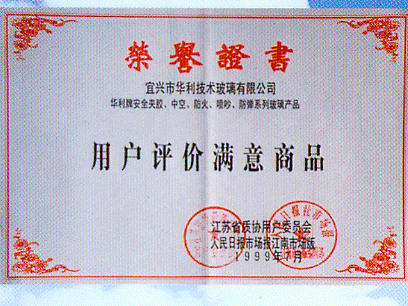 榮譽證書
宜兴市华利技术玻璃有限公司
华利牌安全夹胶、中空、防火、喷吵、防弹系列玻璃产品
用户评价满意商品
江苏省质协用户委员会
人民日报市场报江南市场版
1999年1月